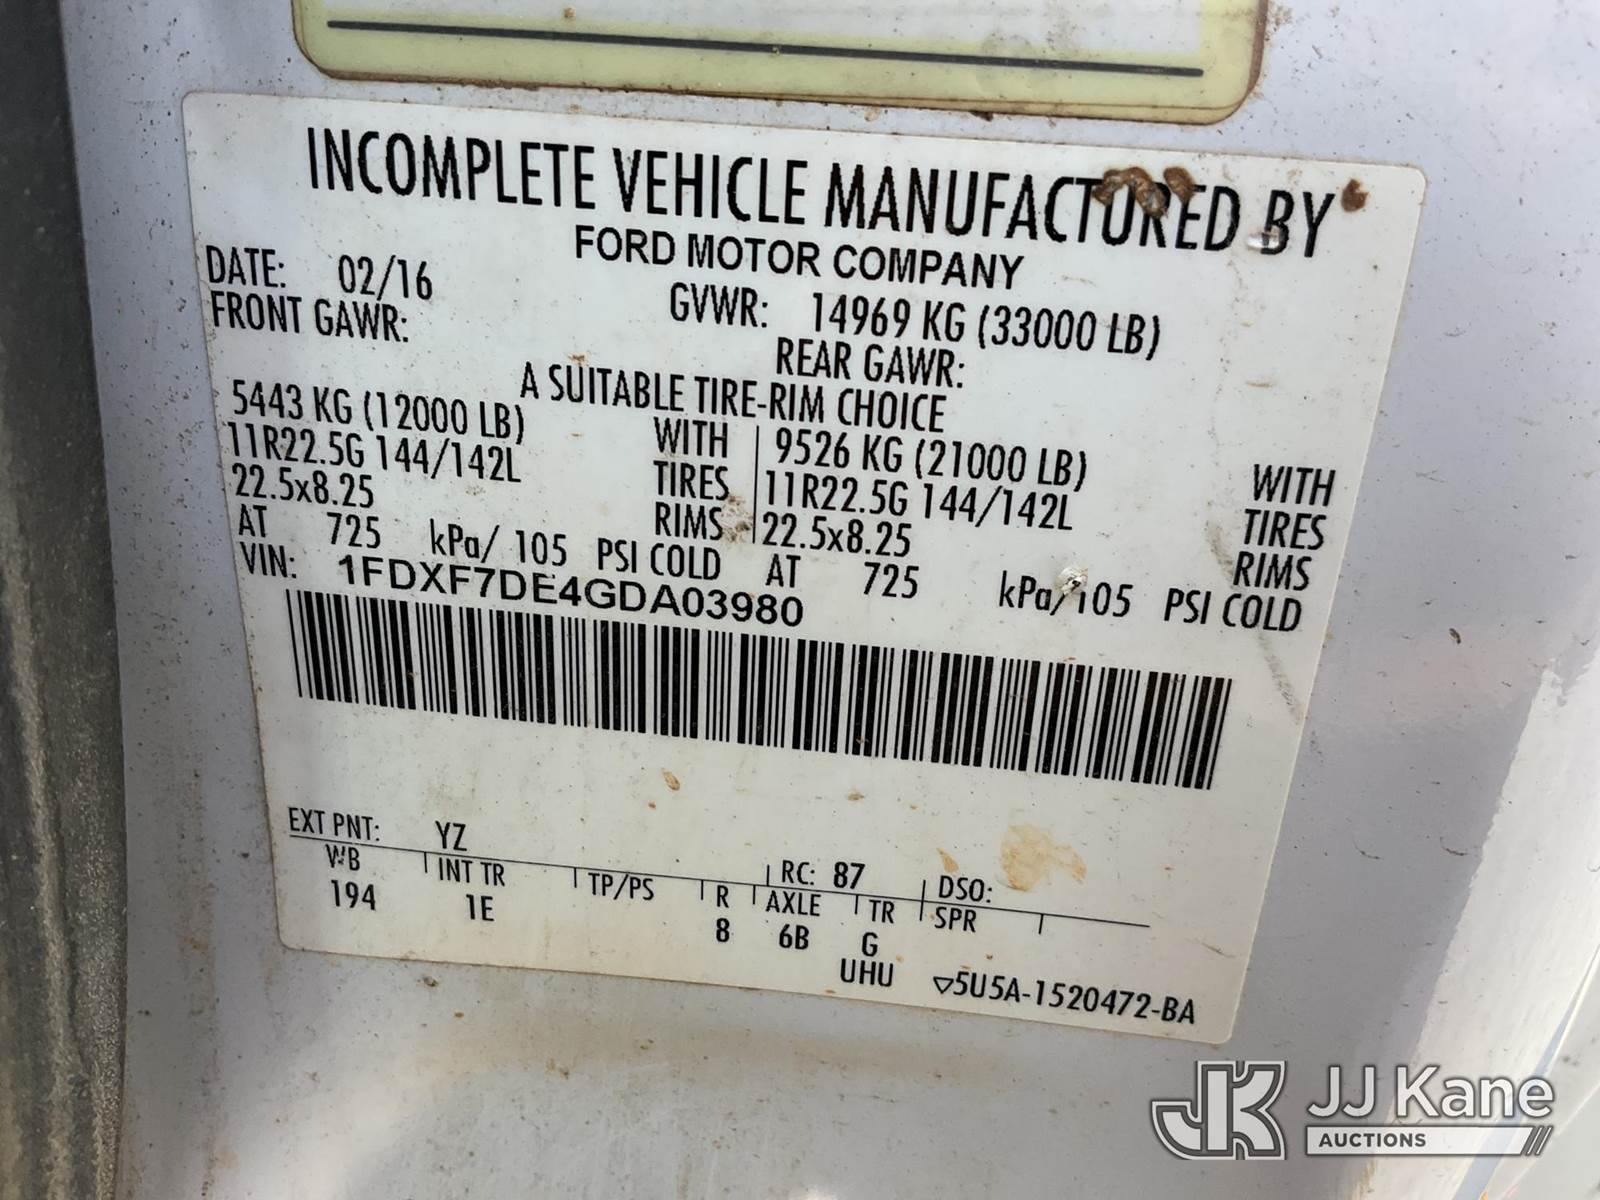 INCOMPLETE VEHICLE MANUFACTURED BY
FORD MOTOR COMPANY
DATE: 02/16
GVWR: 14969 KG (33000 LB)
FRONT GAWR:
REAR GAWR:
A SUITABLE TIRE-RIM CHOICE
5443 KG (12000 LB) WITH 9526 KG (21000 LB) WITH
11R22.5G 144/142L TIRES 11R22.5G 144/142L TIRES
22.5x8.25 RIMS 22.5x8.25 RIMS
AT 725 kPa/ 105 PSI COLD AT 725 kPa/ 105 PSI COLD
VIN: 1FDXF7DE4GDA03980
EXT PNT: YZ RC: 87 DSO:
WB INT TR TP/PS R AXLE TR SPR
194 1E 8 6B G
UHU ▽5U5A-1520472-BA
JK JJ Kane
AUCTIONS